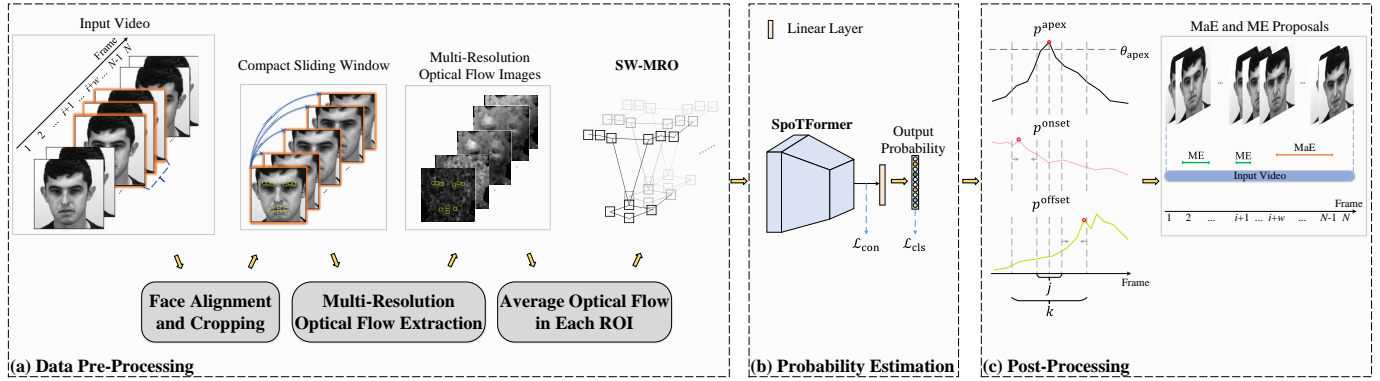 Input Video
Frame
1 2 ... i+1 ... i+w ... N-1 N
Compact Sliding Window
Multi-Resolution
Optical Flow Images
SW-MRO
Face Alignment
and Cropping
Multi-Resolution
Optical Flow Extraction
Average Optical Flow
in Each ROI
(a) Data Pre-Processing
Linear Layer
SpoTFormer
Output
Probability
ℒcon
ℒcls
(b) Probability Estimation
p^apex
θapex
p^onset
p^offset
Frame
j
k
MaE and ME Proposals
... ...
ME ME MaE
Input Video
Frame
1 2 ... i+1 ... i+w ... N-1 N
(c) Post-Processing